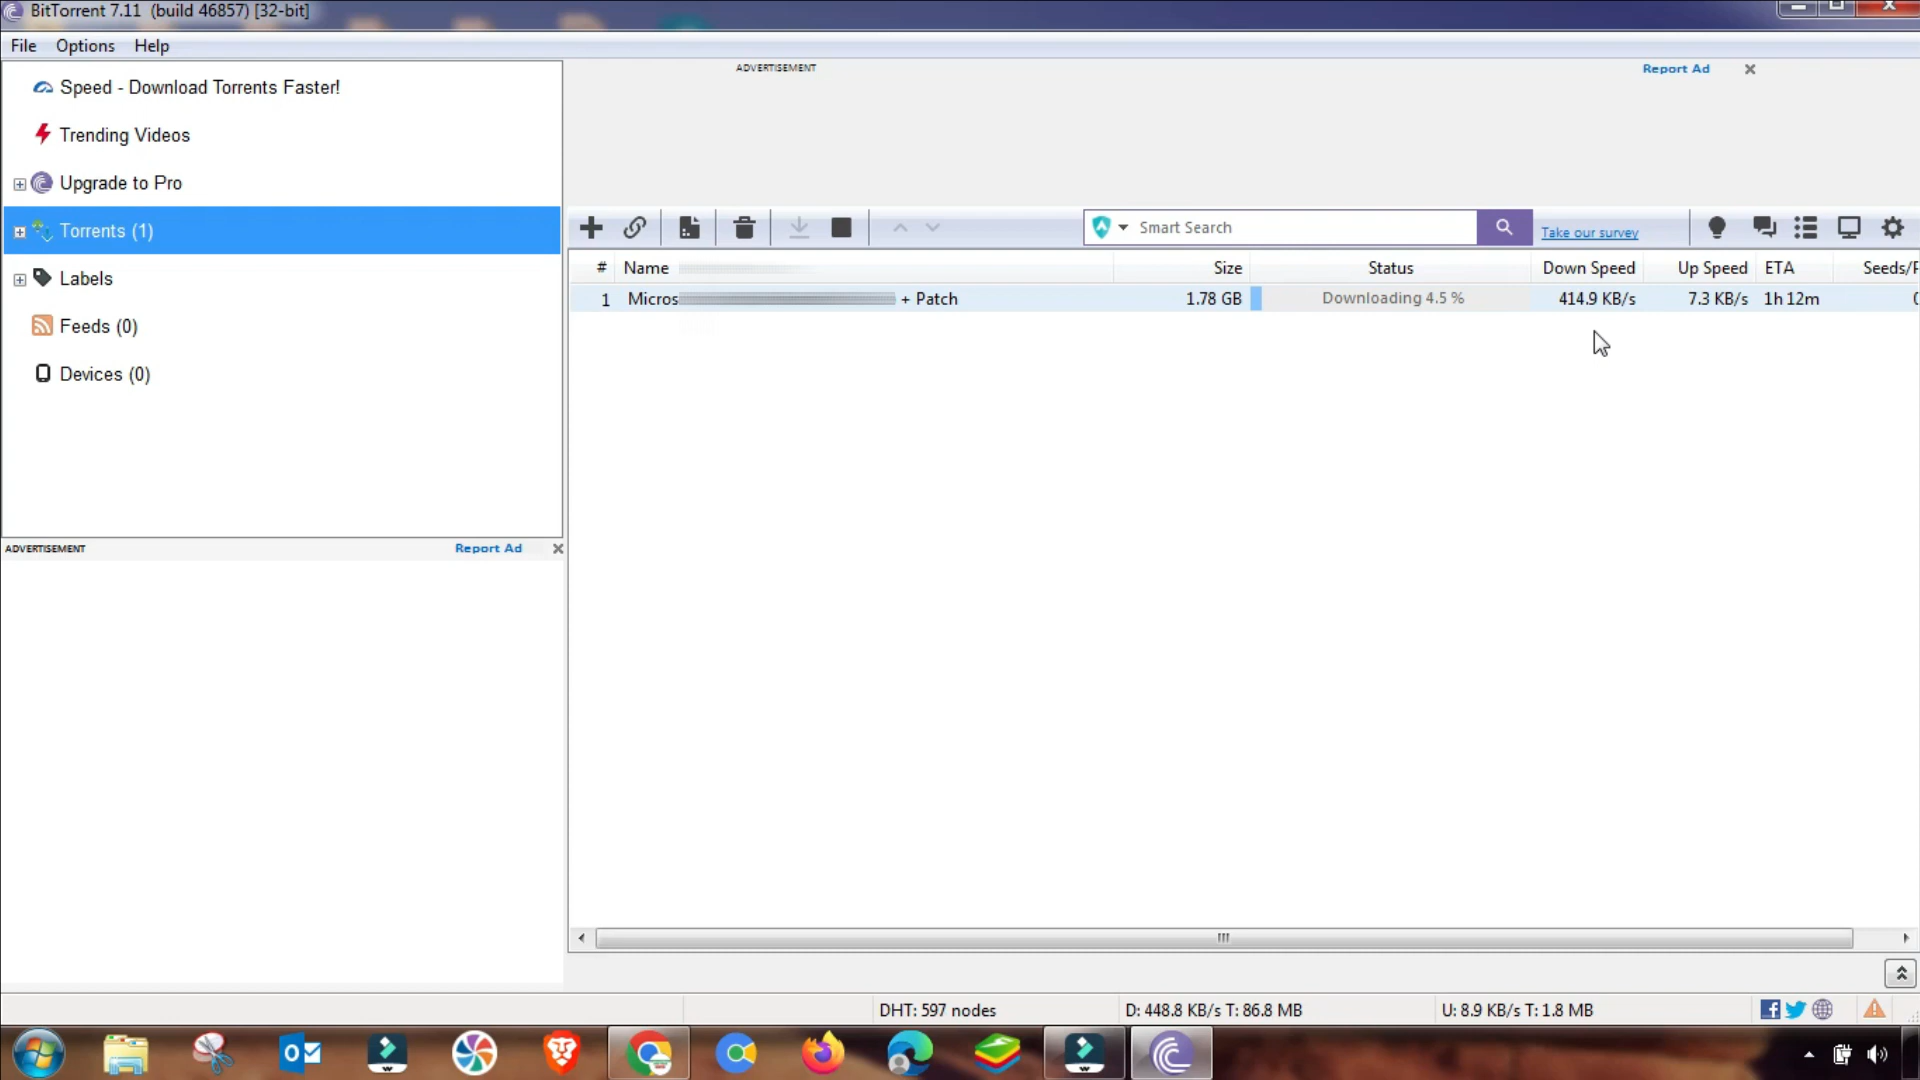 BitTorrent 7.11 (build 46857) [32-bit]
File Options Help
Speed - Download Torrents Faster!
Trending Videos
Upgrade to Pro
Torrents (1)
Labels
Feeds (0)
Devices (0)
ADVERTISEMENT Report Ad
ADVERTISEMENT Report Ad
Smart Search
Take our survey
# Name Size Status Down Speed Up Speed ETA Seeds/
1 Micros + Patch 1.78 GB Downloading 4.5 % 414.9 KB/s 7.3 KB/s 1h 12m
DHT: 597 nodes D: 448.8 KB/s T: 86.8 MB U: 8.9 KB/s T: 1.8 MB